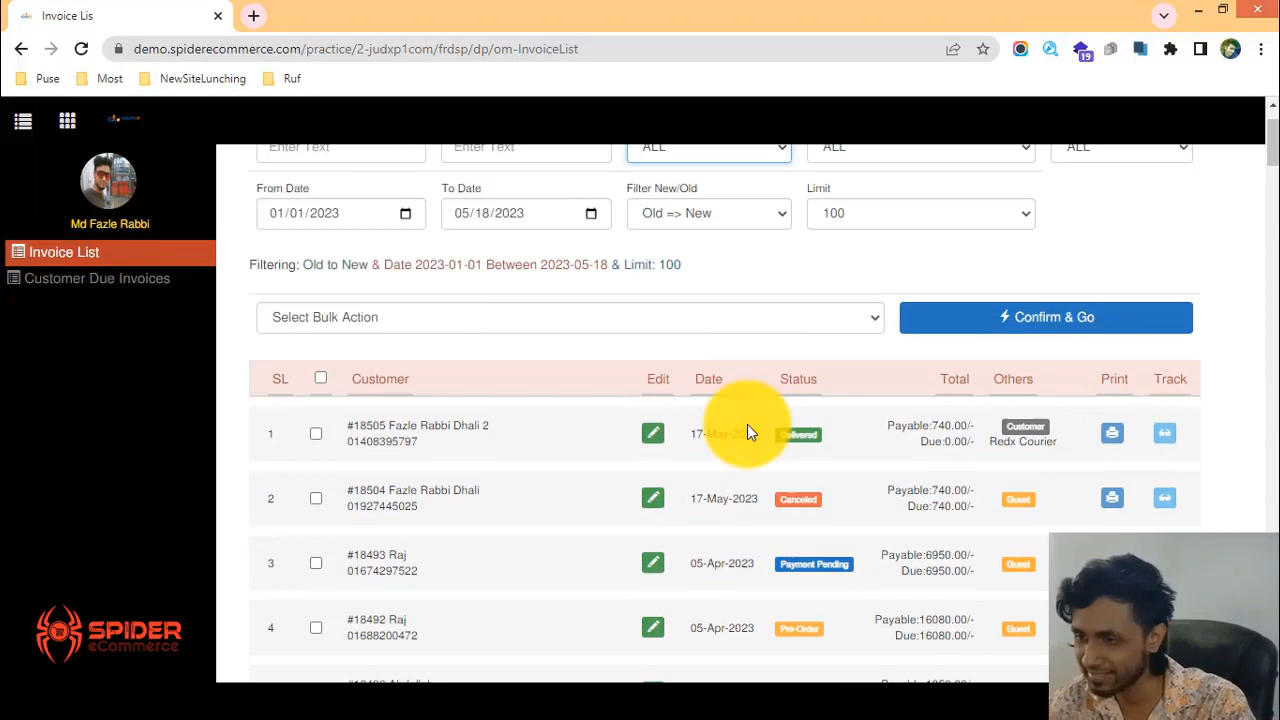 Invoice Lis
demo.spiderecommerce.com/practice/2-judxp1com/frdsp/dp/om-InvoiceList
19
Puse
Most
NewSiteLunching
Ruf
Enter Text
Enter Text
ALL
ALL
ALL
Md Fazle Rabbi
Invoice List
Customer Due Invoices
SPIDER
eCommerce
From Date
To Date
Filter New/Old
Limit
01/01/2023
05/18/2023
Old => New
100
Filtering: Old to New & Date 2023-01-01 Between 2023-05-18 & Limit: 100
Select Bulk Action
Confirm & Go
SL Customer Edit Date Status Total Others Print Track
1 #18505 Fazle Rabbi Dhali 2
01408395797
17-May-20
Delivered
Payable:740.00/-
Due:0.00/-
Customer
Redx Courier
2 #18504 Fazle Rabbi Dhali
01927445025
17-May-2023
Canceled
Payable:740.00/-
Due:740.00/-
Guest
3 #18493 Raj
01674297522
05-Apr-2023
Payment Pending
Payable:6950.00/-
Due:6950.00/-
Guest
4 #18492 Raj
01688200472
05-Apr-2023
Pre-Order
Payable:16080.00/-
Due:16080.00/-
Guest